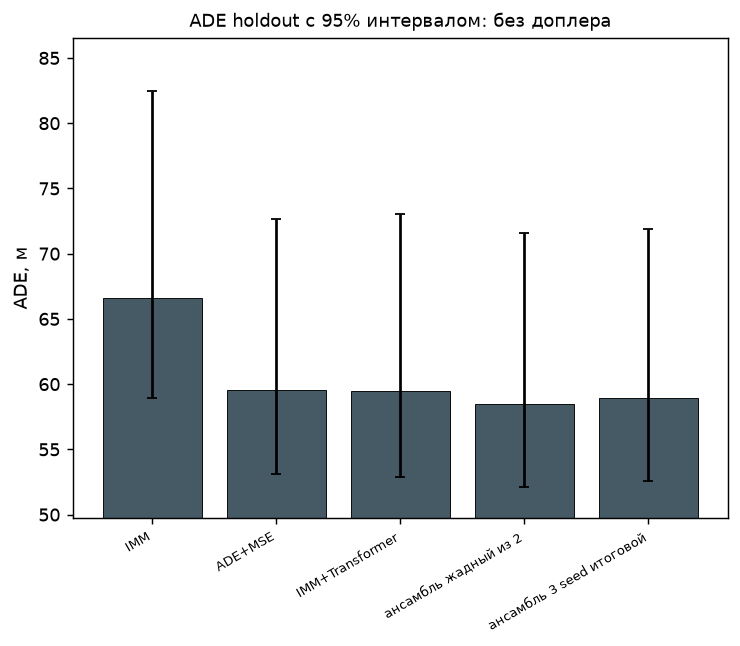 ADE holdout с 95% интервалом: без доплера
ADE, м
85
80
75
70
65
60
55
50
IMM
ADE+MSE
IMM+Transformer
ансамбль жадный из 2
ансамбль 3 seed итоговой